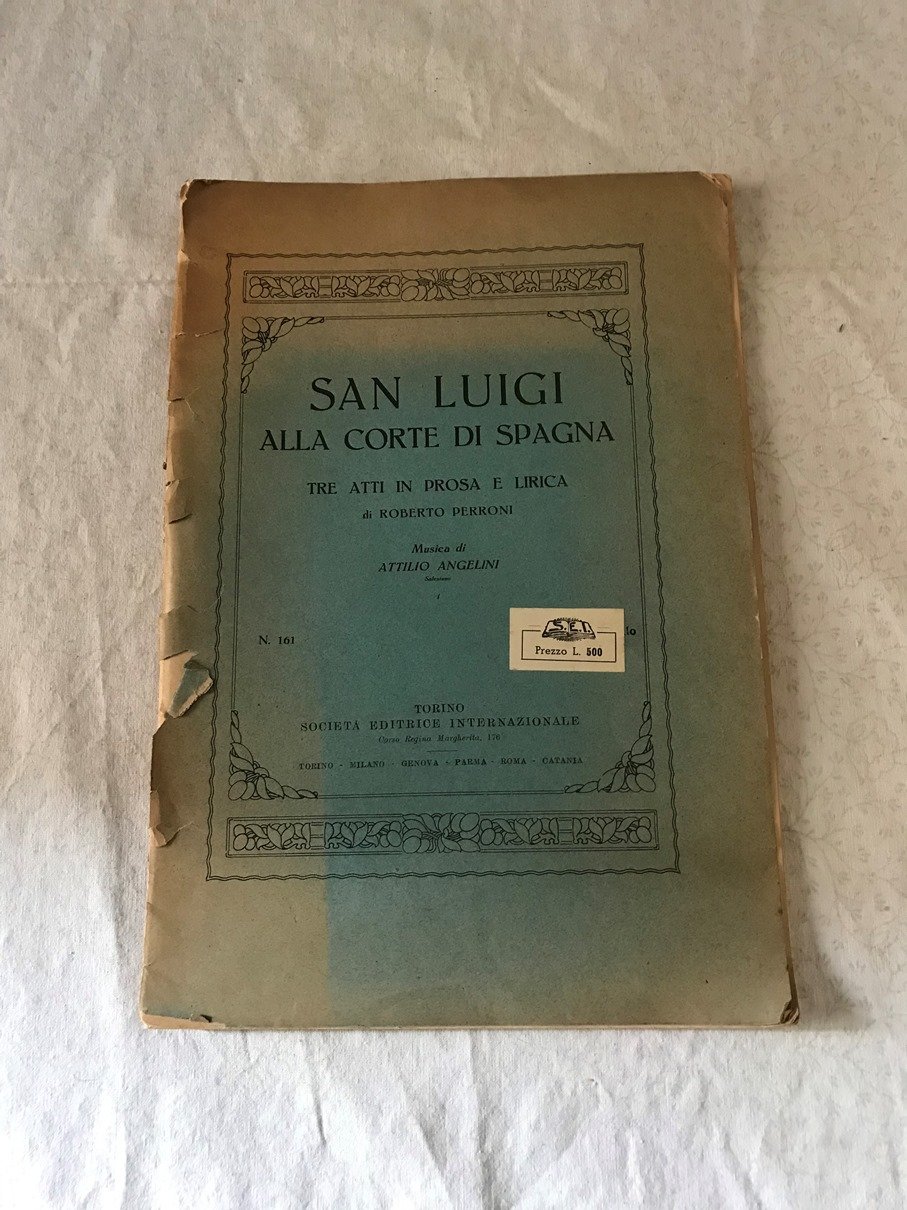 SAN LUIGI
ALLA CORTE DI SPAGNA
TRE ATTI IN PROSA E LIRICA
di ROBERTO PERRONI
Musica di
ATTILIO ANGELINI
Salesiano
N. 161
S.E.I.
Prezzo L. 500
TORINO
SOCIETÀ EDITRICE INTERNAZIONALE
Corso Regina Margherita, 176
TORINO - MILANO - GENOVA - PARMA - ROMA - CATANIA